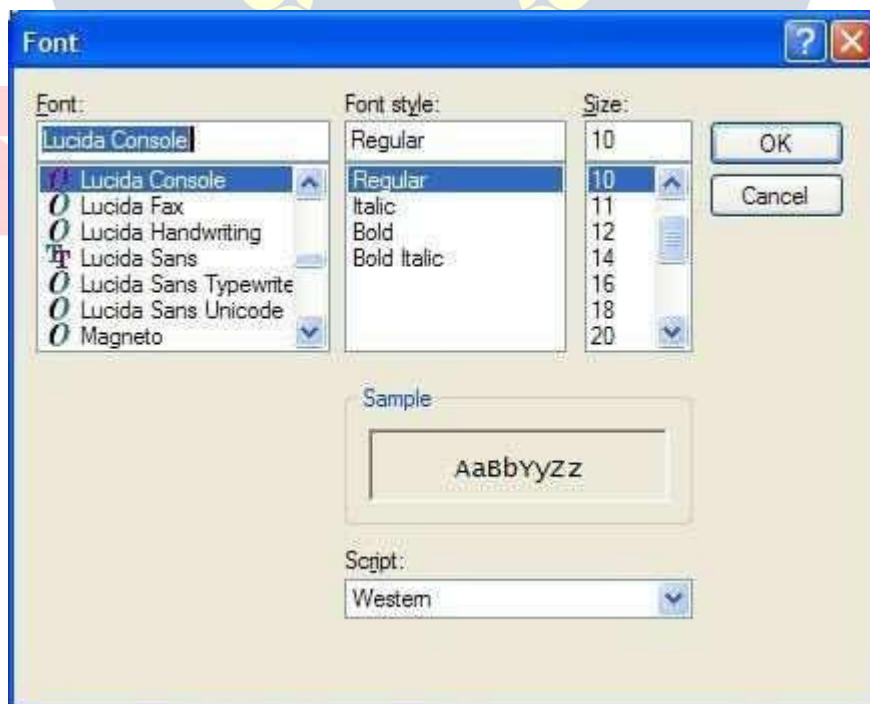 Font
Font:
Font style:
Size:
Lucida Console
Regular
10
OK
Cancel
Lucida Console
Lucida Fax
Lucida Handwriting
Lucida Sans
Lucida Sans Typewrite
Lucida Sans Unicode
Magneto
Regular
Italic
Bold
Bold Italic
10
11
12
14
16
18
20
Sample
AaBbYyZz
Script:
Western